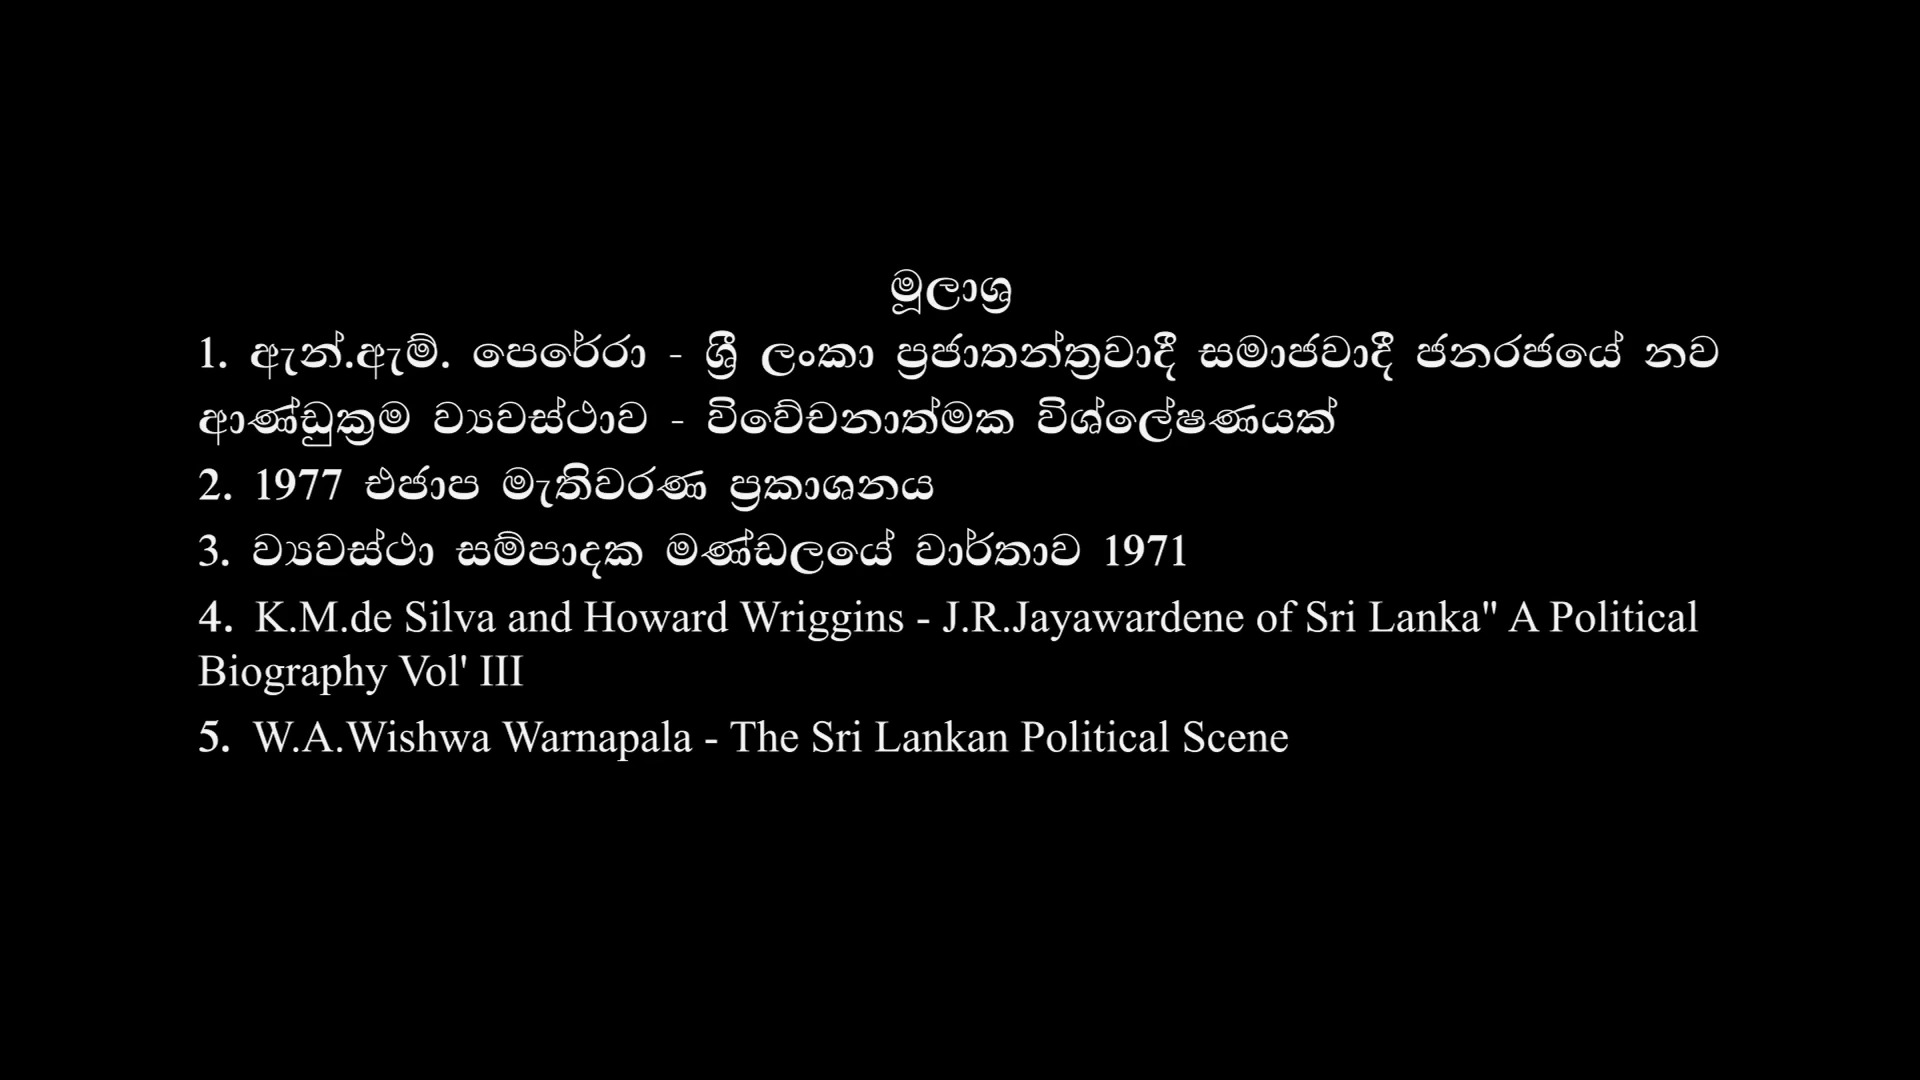 මූලාශ්‍ර
1. ඇන්.ඇම්. පෙරේරා - ශ්‍රී ලංකා ප්‍රජාතන්ත්‍රවාදී සමාජවාදී ජනරජයේ නව
ආණ්ඩුක්‍රම ව්‍යවස්ථාව - විවේචනාත්මක විශ්ලේෂණයක්
2. 1977 එජාප මැතිවරණ ප්‍රකාශනය
3. ව්‍යවස්ථා සම්පාදක මණ්ඩලයේ වාර්තාව 1971
4. K.M.de Silva and Howard Wriggins - J.R.Jayawardene of Sri Lanka" A Political
Biography Vol' III
5. W.A.Wishwa Warnapala - The Sri Lankan Political Scene